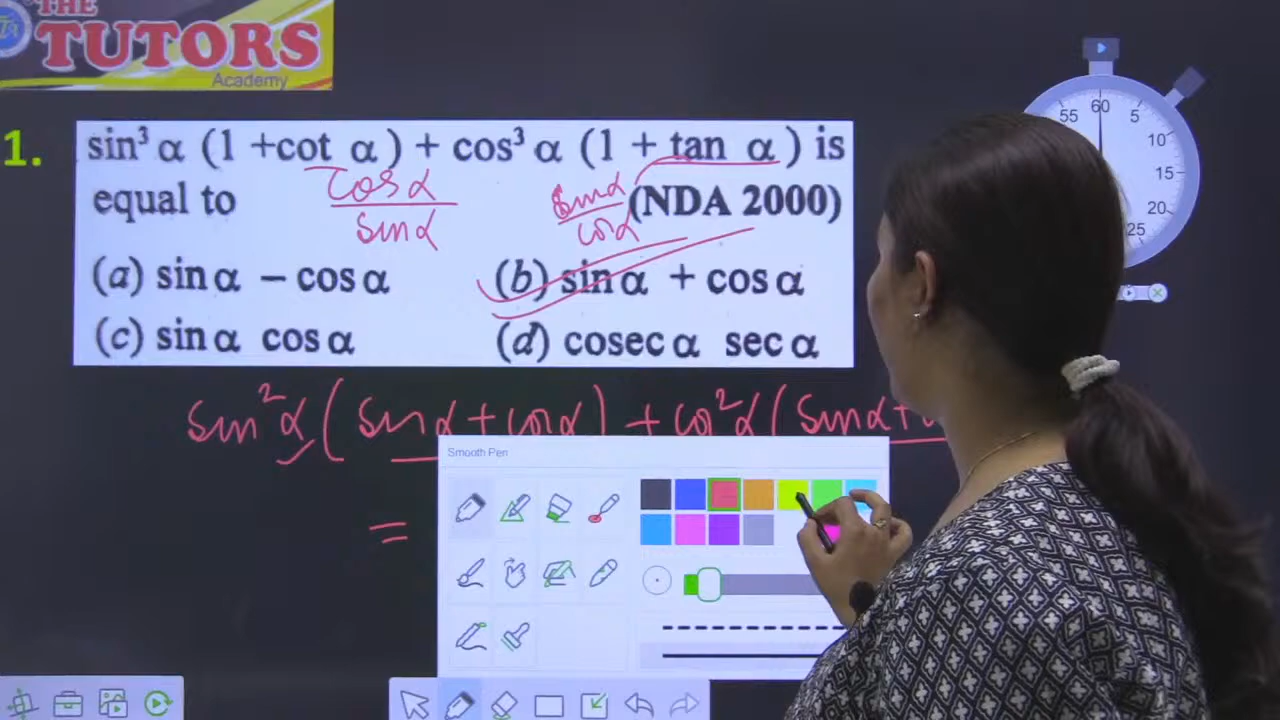 THE
TUTORS
Academy
1. sin³ α (1 +cot α) + cos³ α (1 + tan α) is
equal to (NDA 2000)
cos α / sin α
sin α / cos α
(a) sin α – cos α (b) sin α + cos α
(c) sin α cos α (d) cosec α sec α
sin² α ( sin α + cos α ) + cos² α ( sin α +
=
Smooth Pen
55 60 5
10
15
20
25